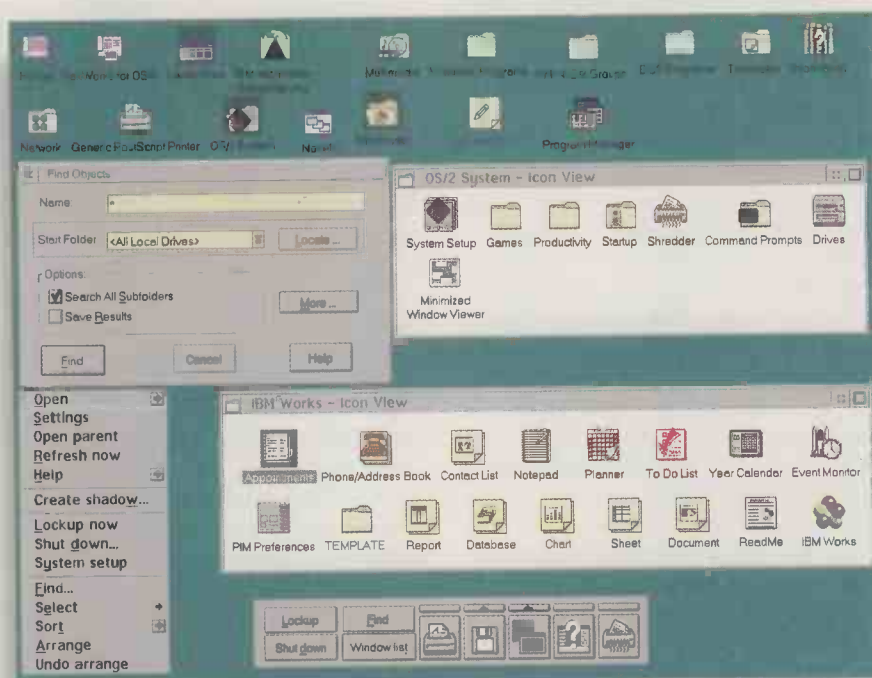 Multimedia
Network Generic PostScript Printer
Program Manager
Find Objects
Name: *
Start Folder <All Local Drives> Locate...
Options:
Search All Subfolders
Save Results
More...
Find Cancel Help
OS/2 System - Icon View
System Setup Games Productivity Startup Shredder Command Prompts Drives
Minimized
Window Viewer
Open
Settings
Open parent
Refresh now
Help
Create shadow...
Lockup now
Shut down...
System setup
Find...
Select
Sort
Arrange
Undo arrange
IBM Works - Icon View
Appointments Phone/Address Book Contact List Notepad Planner To Do List Year Calendar Event Monitor
PIM Preferences TEMPLATE Report Database Chart Sheet Document ReadMe IBM Works
Lockup Find
Shut down Window list